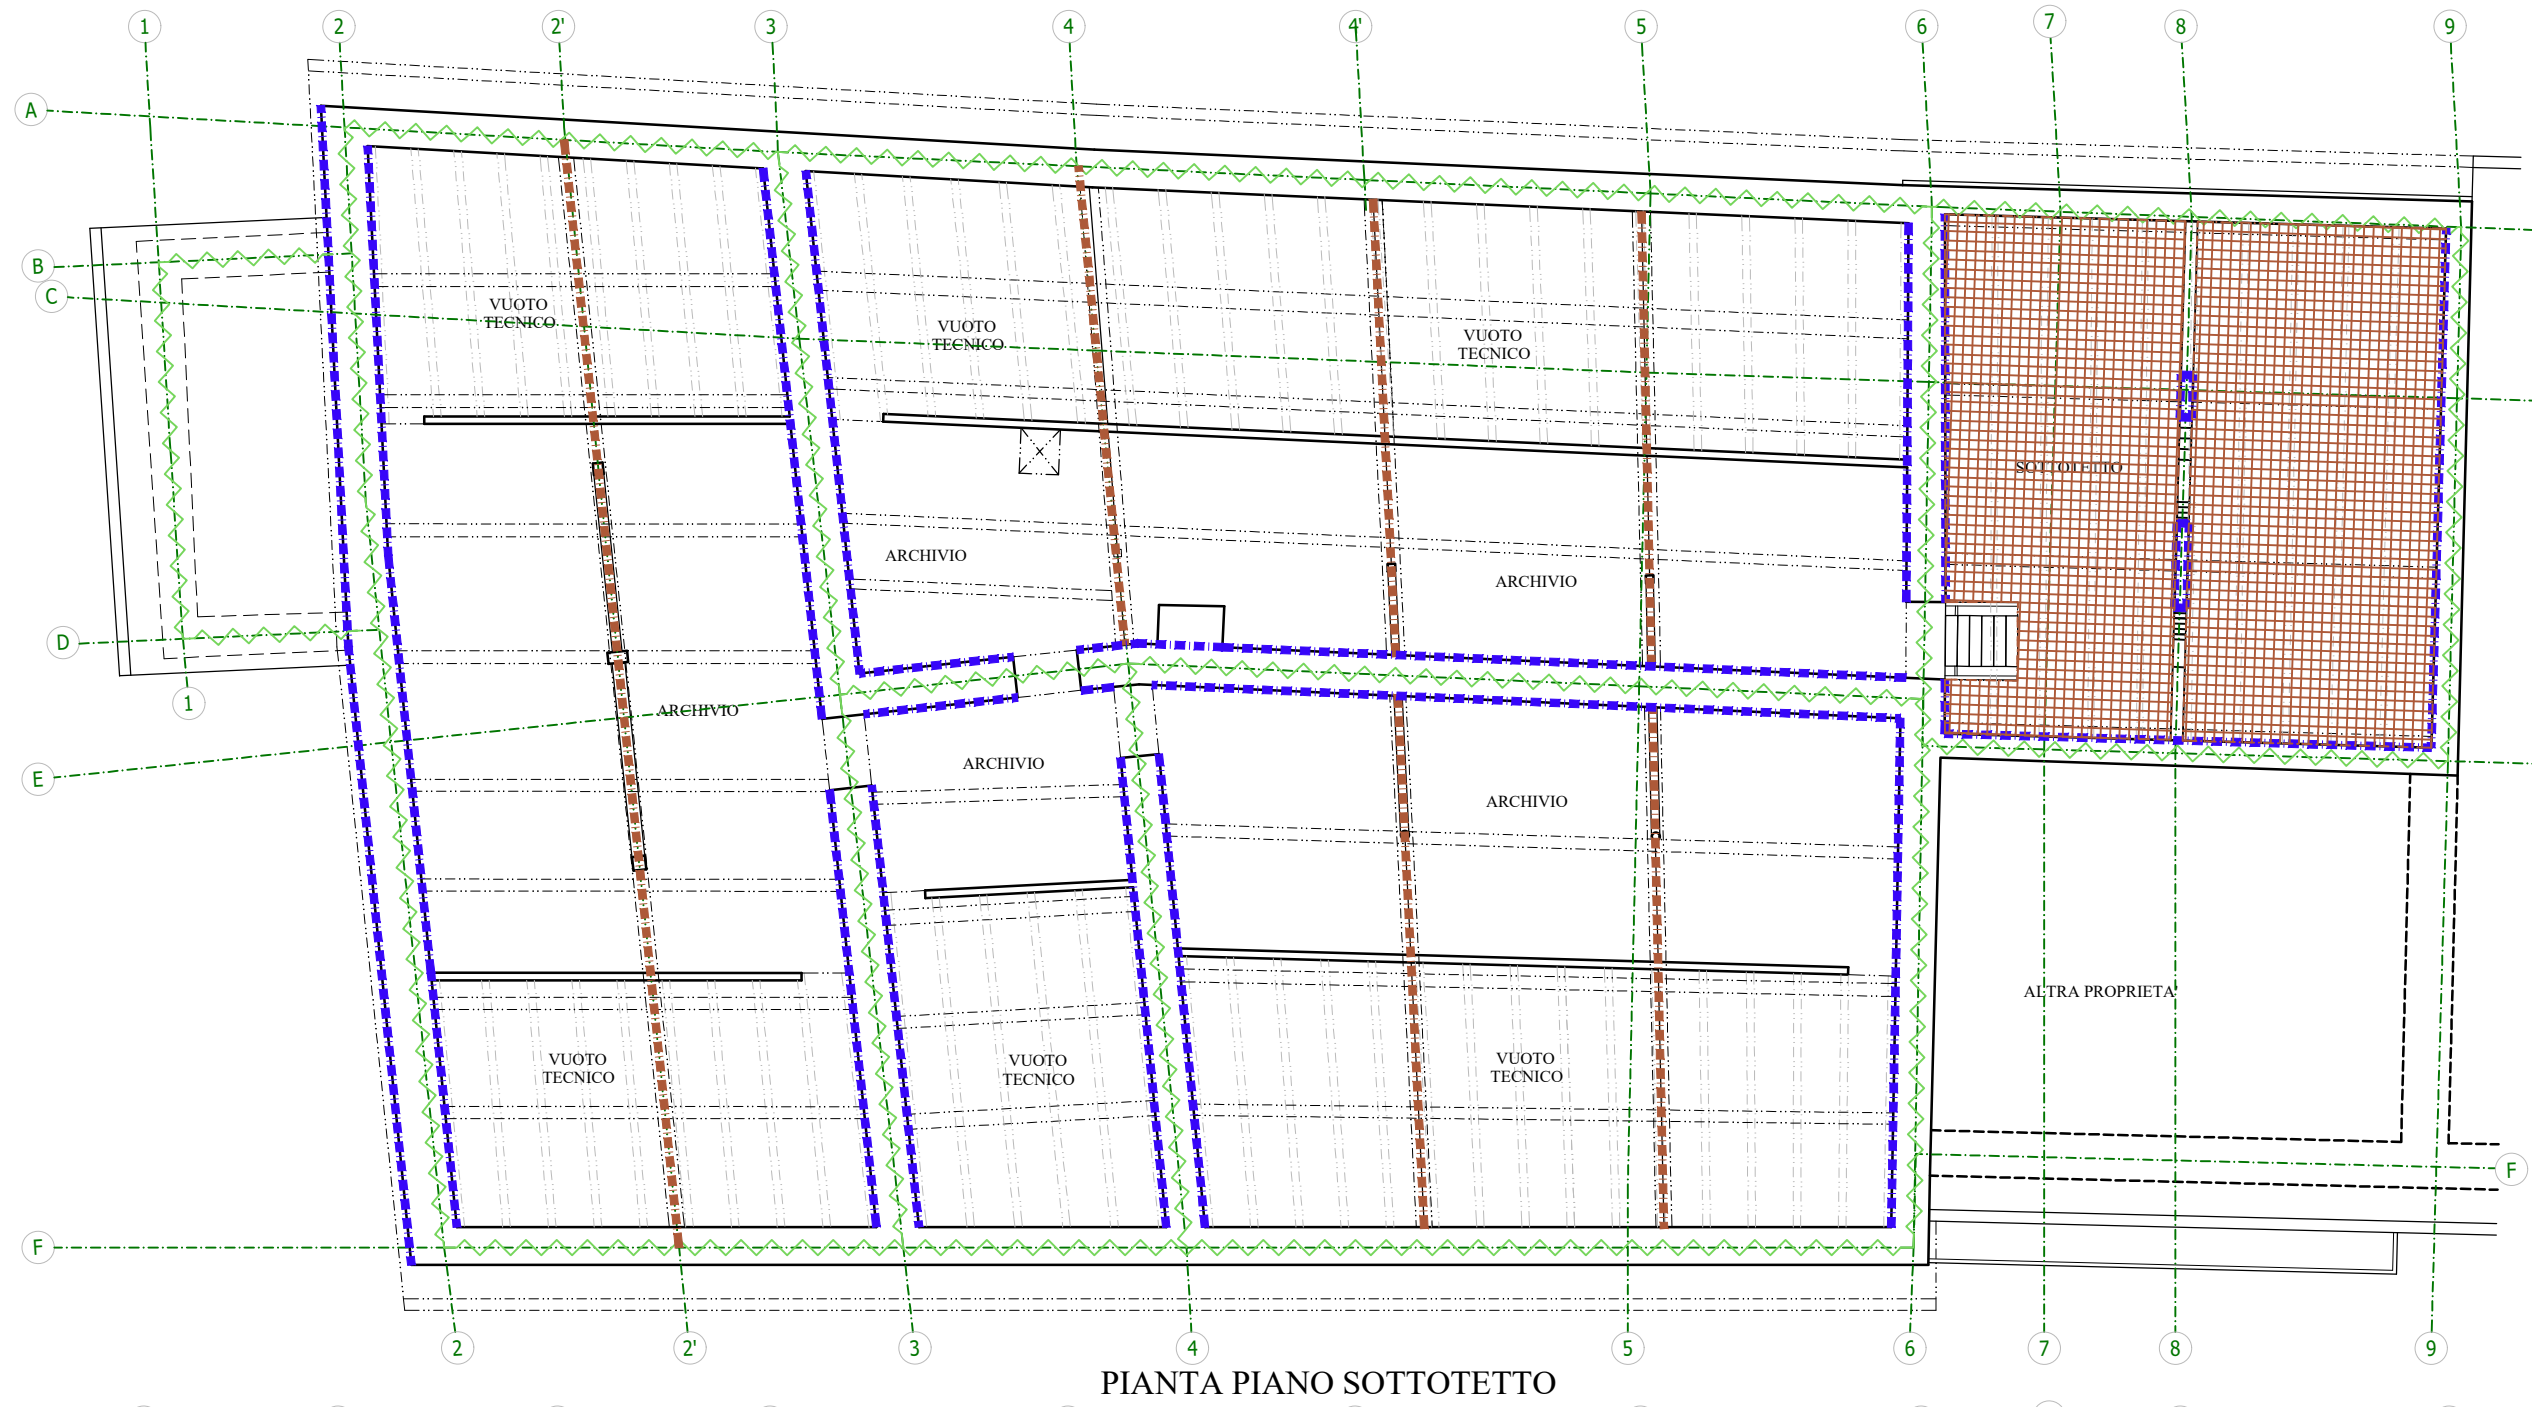 1 2 2' 3 4 4' 5 6 7 8 9
A
B
C
VUOTO
TECNICO
VUOTO
TECNICO
VUOTO
TECNICO
SOTTOTETTO
ARCHIVIO
ARCHIVIO
D
1
ARCHIVIO
E
ARCHIVIO
ARCHIVIO
ALTRA PROPRIETA'
VUOTO
TECNICO
VUOTO
TECNICO
VUOTO
TECNICO
F
F
2 2' 3 4 5 6 7 8 9
PIANTA PIANO SOTTOTETTO